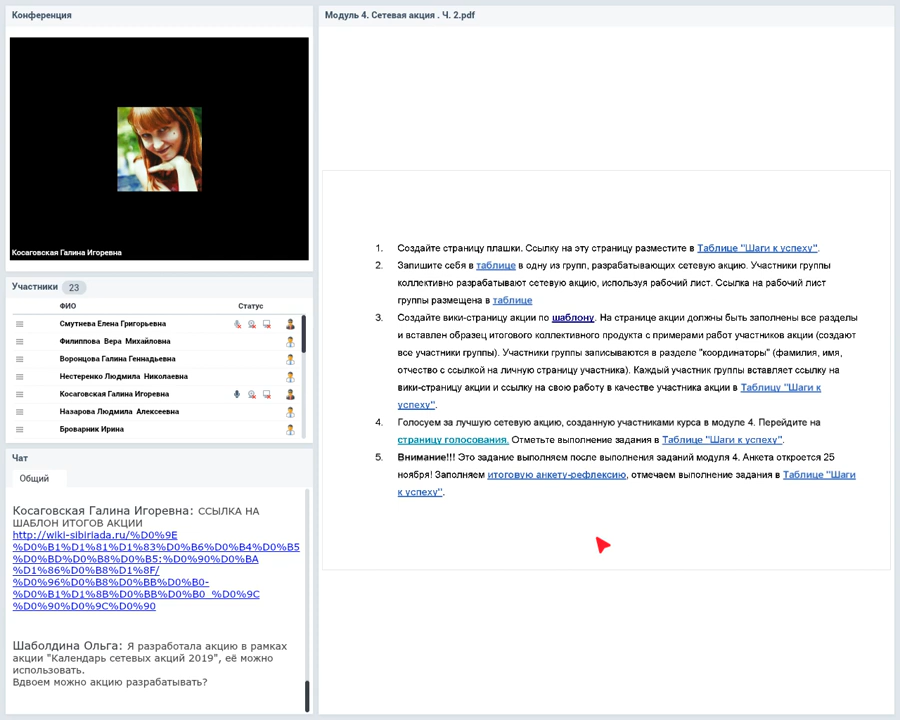 Конференция
Косаговская Галина Игоревна
Участники 23
ФИО Статус
Смутнева Елена Григорьевна
Филиппова Вера Михайловна
Воронцова Галина Геннадьевна
Нестеренко Людмила Николаевна
Косаговская Галина Игоревна
Назарова Людмила Алексеевна
Броварник Ирина
Чат
Общий
Косаговская Галина Игоревна: ССЫЛКА НА
ШАБЛОН ИТОГОВ АКЦИИ
http://wiki-sibiriada.ru/%D0%9E
%D0%B1%D1%81%D1%83%D0%B6%D0%B4%D0%B5
%D0%BD%D0%B8%D0%B5:%D0%90%D0%BA
%D1%86%D0%B8%D1%8F/
%D0%96%D0%B8%D0%BB%D0%B0-
%D0%B1%D1%8B%D0%BB%D0%B0_%D0%9C
%D0%90%D0%9C%D0%90
Шаболдина Ольга: Я разработала акцию в рамках
акции "Календарь сетевых акций 2019", её можно
использовать.
Вдвоем можно акцию разрабатывать?
Модуль 4. Сетевая акция . Ч. 2.pdf
1. Создайте страницу плашки. Ссылку на эту страницу разместите в Таблице "Шаги к успеху".
2. Запишите себя в таблице в одну из групп, разрабатывающих сетевую акцию. Участники группы
коллективно разрабатывают сетевую акцию, используя рабочий лист. Ссылка на рабочий лист
группы размещена в таблице
3. Создайте вики-страницу акции по шаблону. На странице акции должны быть заполнены все разделы
и вставлен образец итогового коллективного продукта с примерами работ участников акции (создают
все участники группы). Участники группы записываются в разделе "координаторы" (фамилия, имя,
отчество с ссылкой на личную страницу участника). Каждый участник группы вставляет ссылку на
вики-страницу акции и ссылку на свою работу в качестве участника акции в Таблицу "Шаги к
успеху".
4. Голосуем за лучшую сетевую акцию, созданную участниками курса в модуле 4. Перейдите на
страницу голосования. Отметьте выполнение задания в Таблице "Шаги к успеху".
5. Внимание!!! Это задание выполняем после выполнения заданий модуля 4. Анкета откроется 25
ноября! Заполняем итоговую анкету-рефлексию, отмечаем выполнение задания в Таблице "Шаги
к успеху".